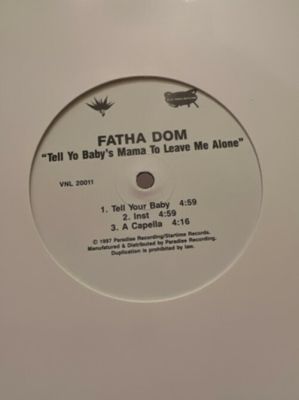 FATHA DOM
"Tell Yo Baby's Mama To Leave Me Alone"
VNL 20011
1. Tell Your Baby 4:59
2. Inst 4:59
3. A Capella 4:16
© 1997 Paradise Recording/Startime Records.
Manufatured & Distributed by Paradise Recording.
Duplication is prohibited by law.